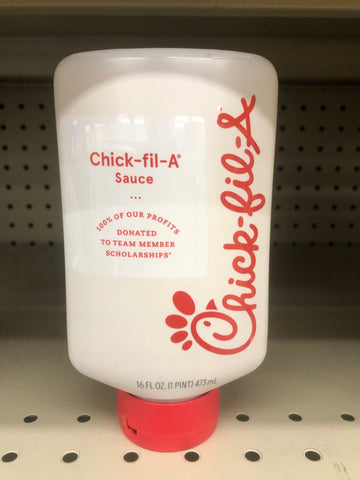 Chick-fil-A®
Sauce
...
100% OF OUR PROFITS
DONATED
TO TEAM MEMBER
SCHOLARSHIPS*
Chick-fil-A
16 FL OZ. (1 PINT) 473 mL